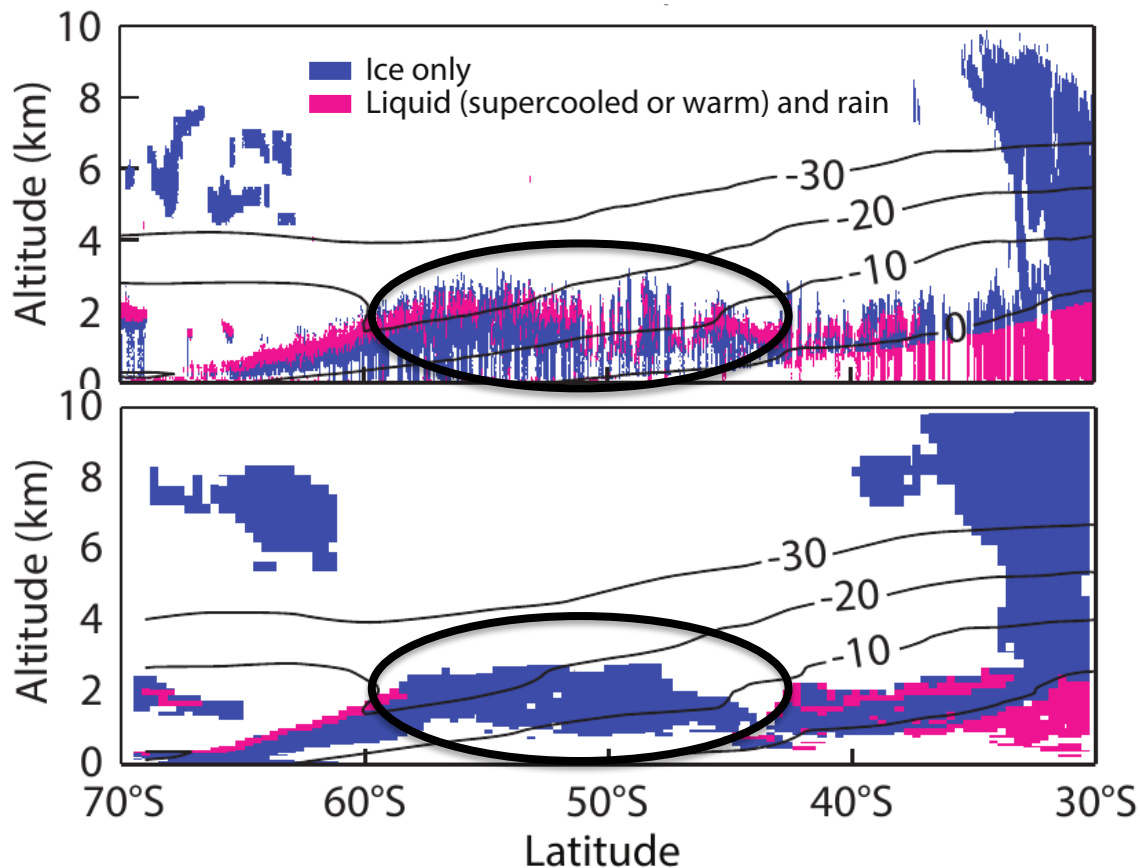 10
8
6
4
2
0
Altitude (km)
Ice only
Liquid (supercooled or warm) and rain
-30
-20
-10
0
10
8
6
4
2
0
Altitude (km)
-30
-20
-10
70°S
60°S
50°S
40°S
30°S
Latitude